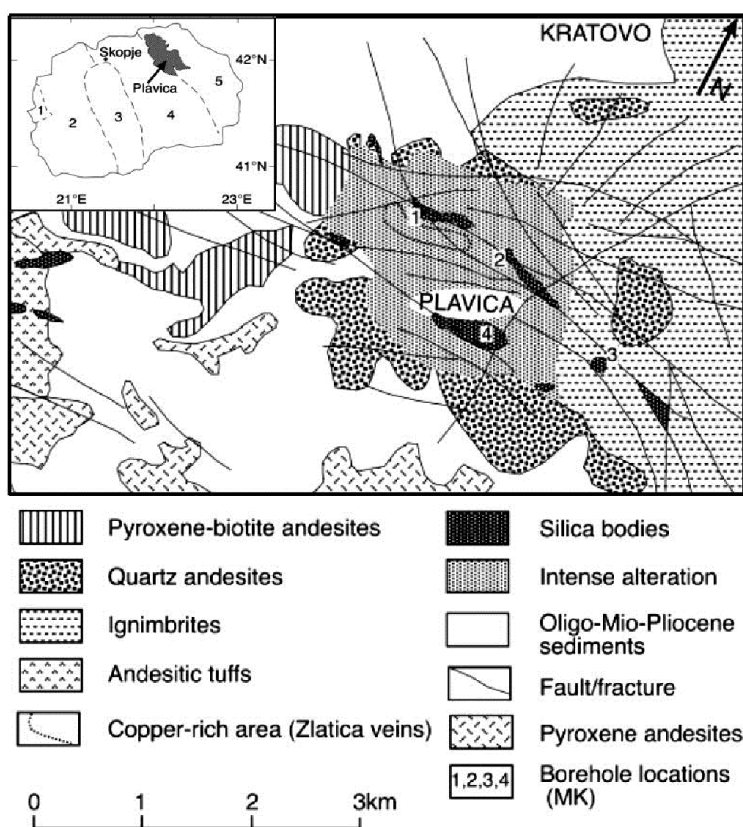 KRATOVO
N
Skopje
42°N
Plavica
5
1
2
3
4
41°N
21°E
23°E
1
2
PLAVICA
4
3
Pyroxene-biotite andesites
Silica bodies
Quartz andesites
Intense alteration
Ignimbrites
Oligo-Mio-Pliocene
sediments
Andesitic tuffs
Fault/fracture
Copper-rich area (Zlatica veins)
Pyroxene andesites
1,2,3,4
Borehole locations
(MK)
0
1
2
3km